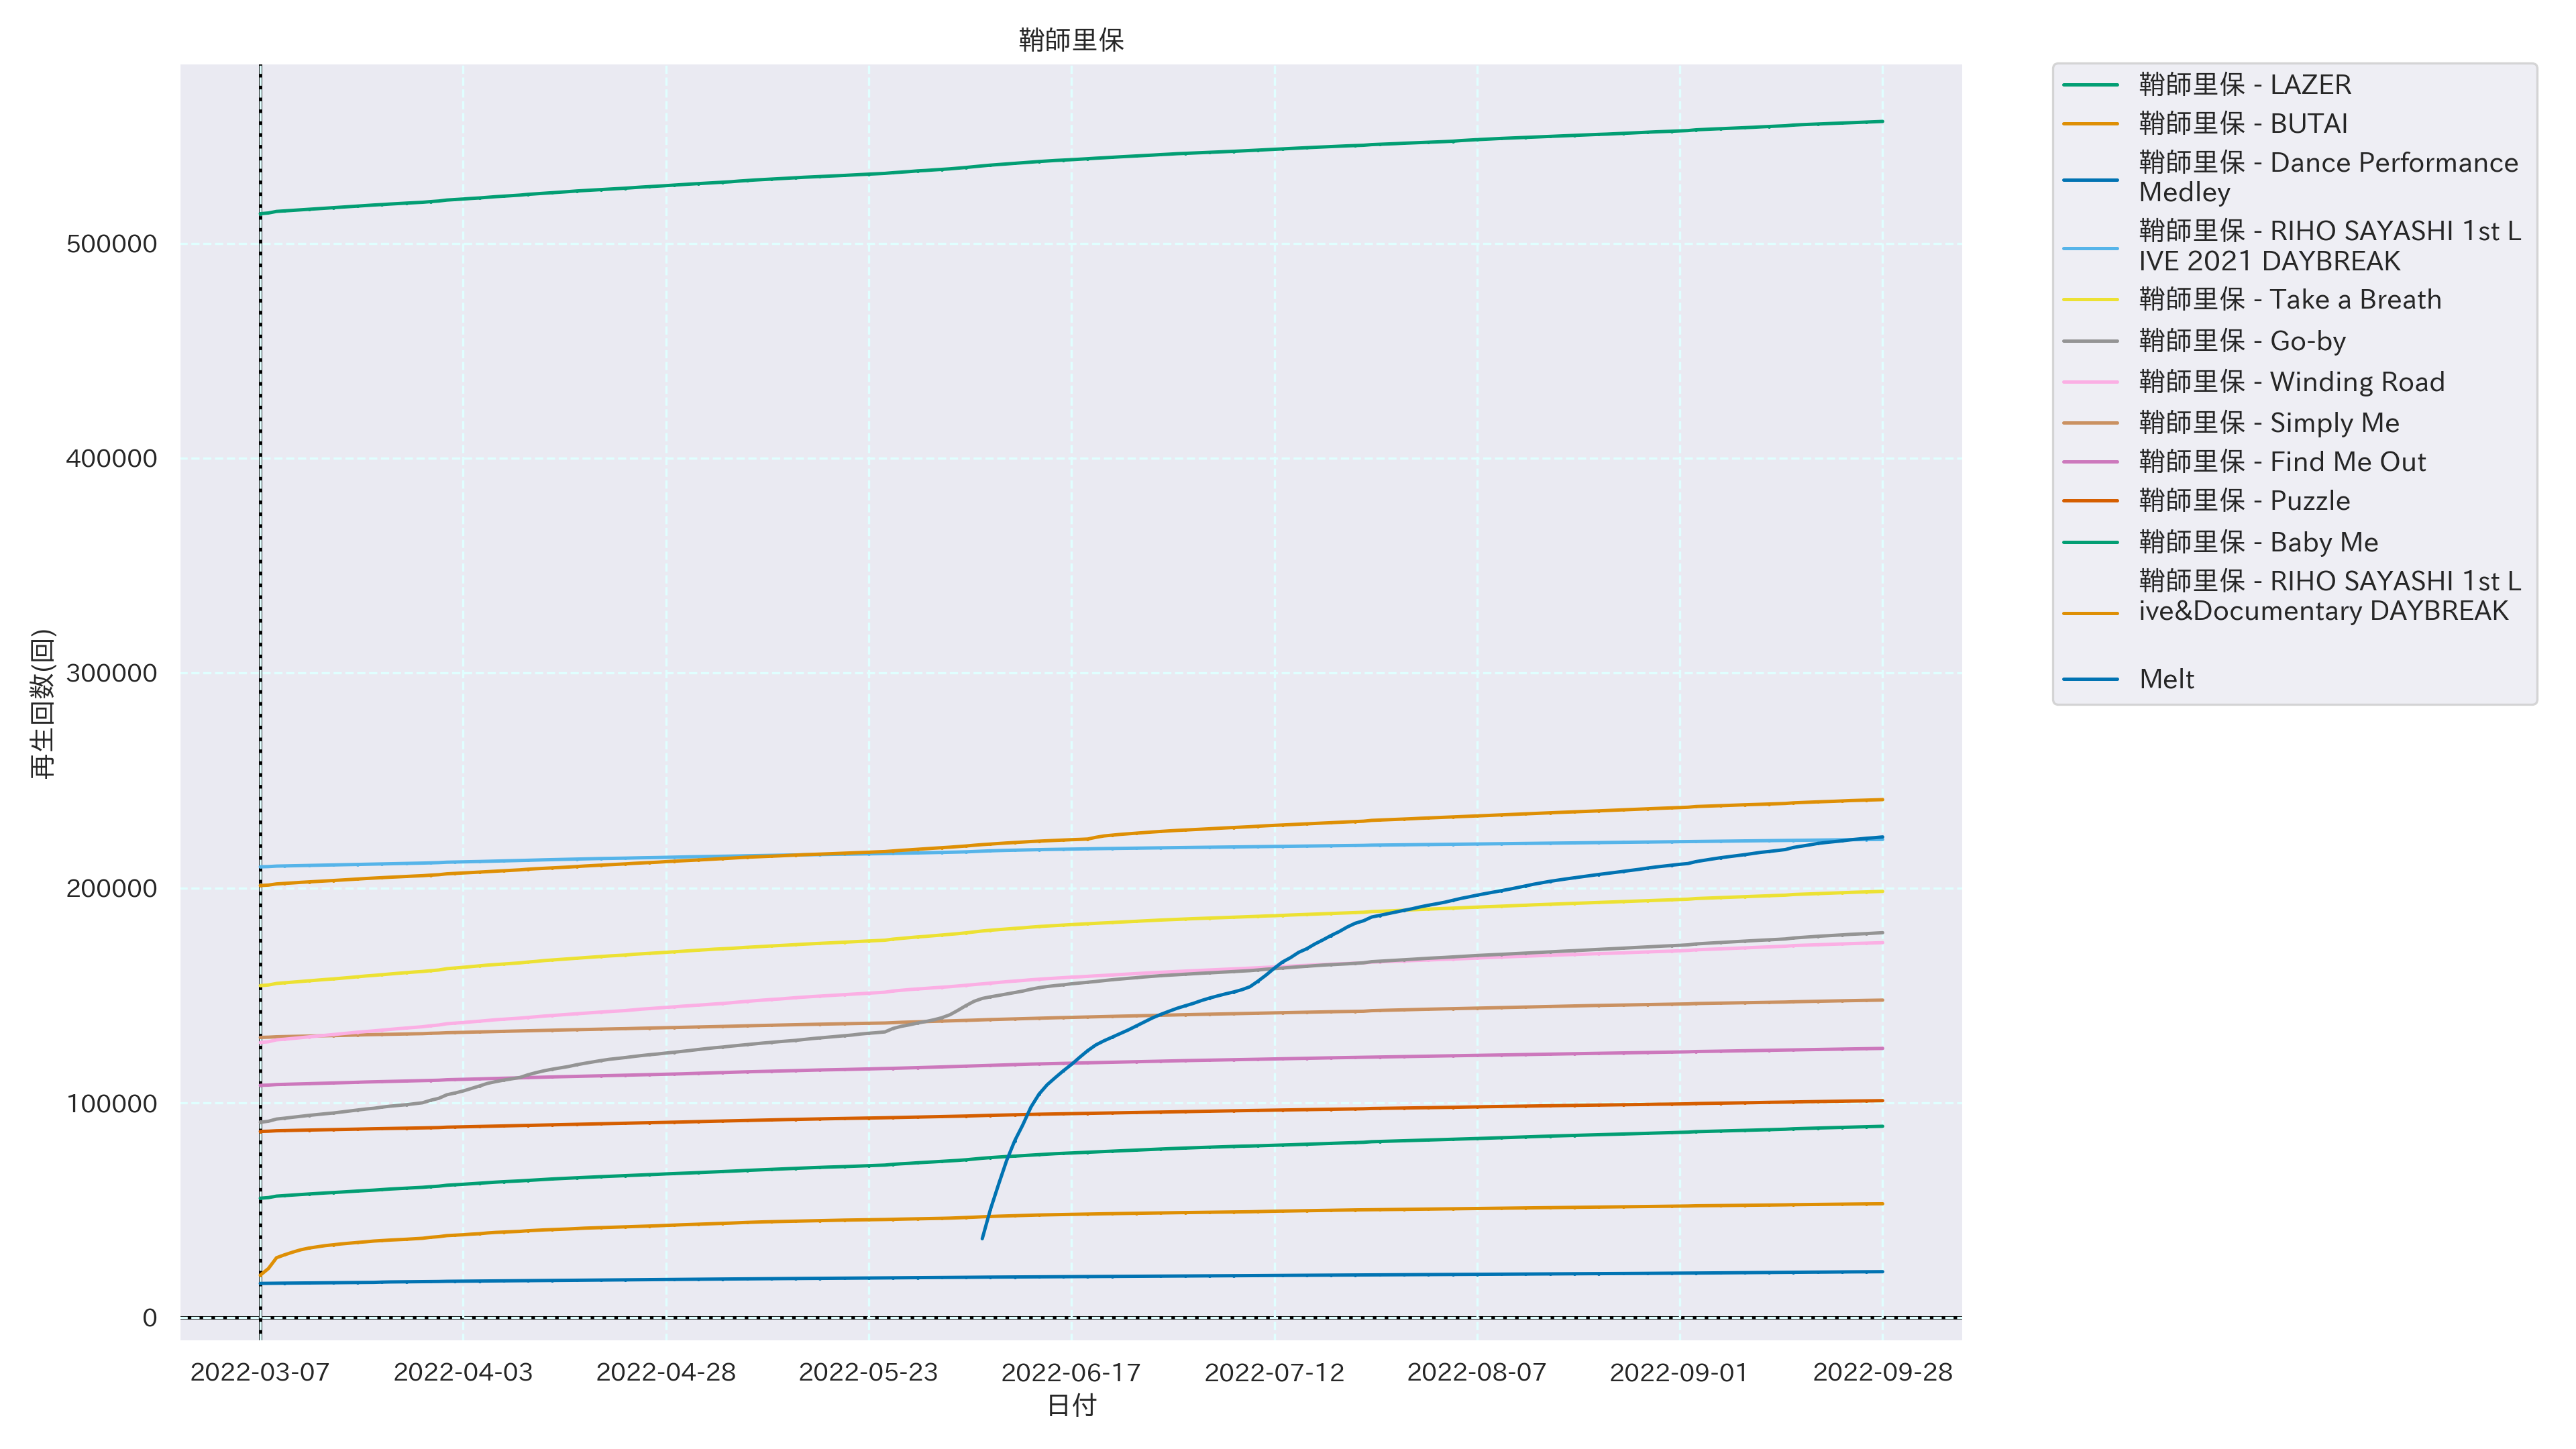 鞘師里保
再生回数(回)
500000
400000
300000
200000
100000
0
2022-03-07
2022-04-03
2022-04-28
2022-05-23
2022-06-17
2022-07-12
2022-08-07
2022-09-01
2022-09-28
日付
鞘師里保 - LAZER
鞘師里保 - BUTAI
鞘師里保 - Dance Performance
Medley
鞘師里保 - RIHO SAYASHI 1st L
IVE 2021 DAYBREAK
鞘師里保 - Take a Breath
鞘師里保 - Go-by
鞘師里保 - Winding Road
鞘師里保 - Simply Me
鞘師里保 - Find Me Out
鞘師里保 - Puzzle
鞘師里保 - Baby Me
鞘師里保 - RIHO SAYASHI 1st L
ive&Documentary DAYBREAK
Melt